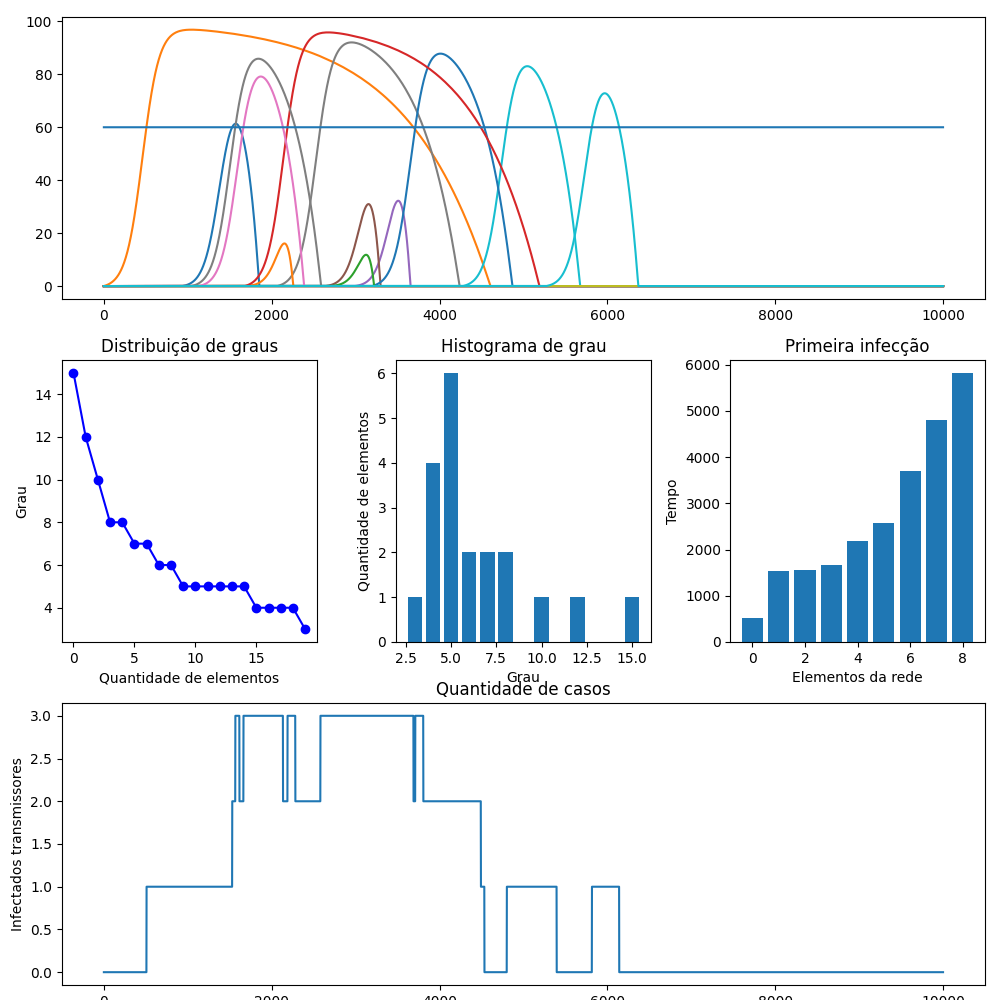 100
80
60
40
20
0
0 2000 4000 6000 8000 10000
Distribuição de graus Histograma de grau Primeira infecção
14
12
10
8
6
4
Grau
0 5 10 15
Quantidade de elementos
6
5
4
3
2
1
0
Quantidade de elementos
2.5 5.0 7.5 10.0 12.5 15.0
Grau
6000
5000
4000
3000
2000
1000
0
Tempo
0 2 4 6 8
Elementos da rede
Quantidade de casos
3.0
2.5
2.0
1.5
1.0
0.5
0.0
Infectados transmissores
0 2000 4000 6000 8000 10000